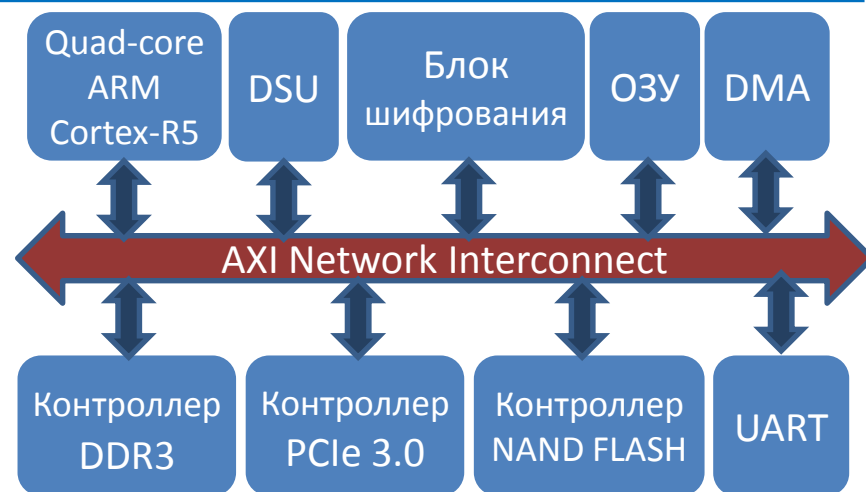 Quad-core
ARM
Cortex-R5
DSU
Блок
шифрования
ОЗУ
DMA
AXI Network Interconnect
Контроллер
DDR3
Контроллер
PCIe 3.0
Контроллер
NAND FLASH
UART